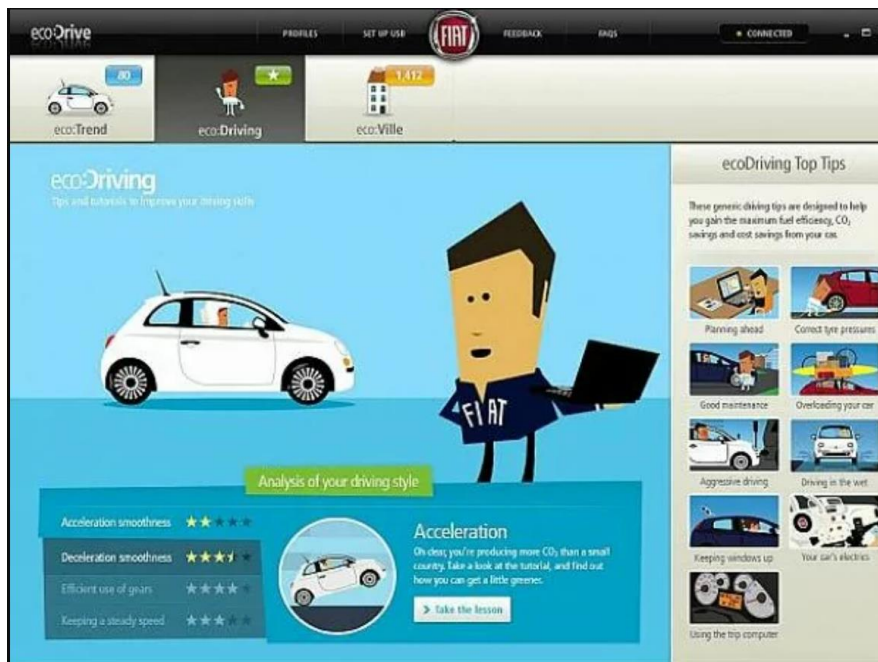 eco:Drive
PROFILES
SET UP USB
FIAT
FEEDBACK
FAQS
CONNECTED
80
eco:Trend
eco:Driving
1,412
eco:Ville
eco:Driving
Tips and tutorials to improve your driving skills
FIAT
Analysis of your driving style
Acceleration smoothness
Deceleration smoothness
Efficient use of gears
Keeping a steady speed
Acceleration
Oh dear, you're producing more CO₂ than a small
country. Take a look at the tutorial, and find out
how you can get a little greener.
Take the lesson
ecoDriving Top Tips
These generic driving tips are designed to help
you gain the maximum fuel efficiency, CO₂
savings and cost savings from your car.
Planning ahead
Correct tyre pressures
Good maintenance
Overloading your car
Aggressive driving
Driving in the wet
Keeping windows up
Your car's electrics
Using the trip computer